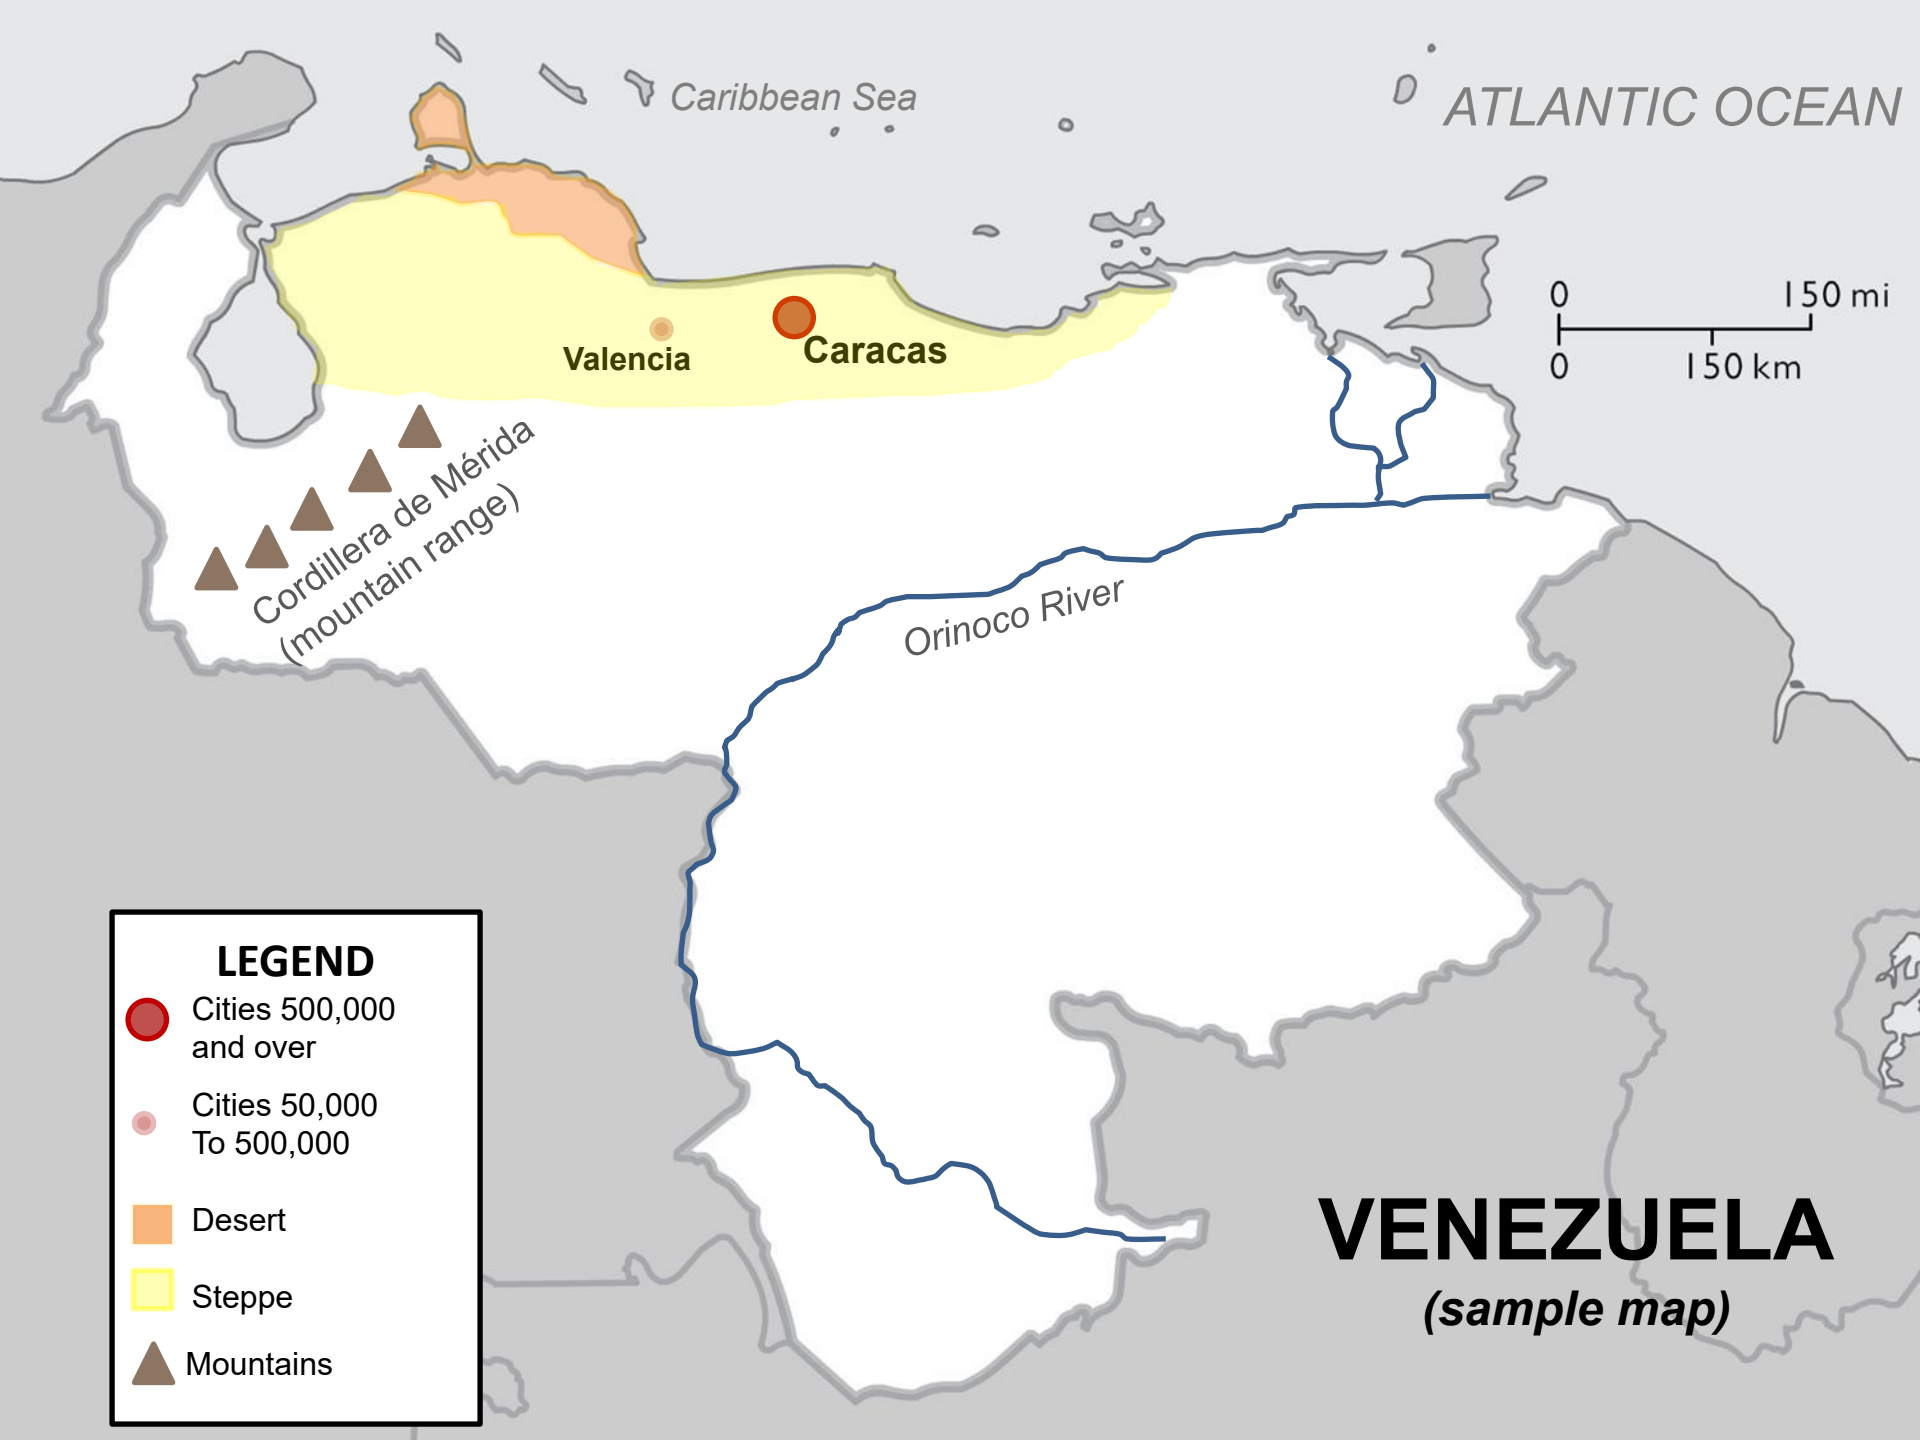 Caribbean Sea
ATLANTIC OCEAN
0 150 mi
0 150 km
Valencia
Caracas
Cordillera de Mérida
(mountain range)
Orinoco River
LEGEND
Cities 500,000
and over
Cities 50,000
To 500,000
Desert
Steppe
Mountains
VENEZUELA
(sample map)